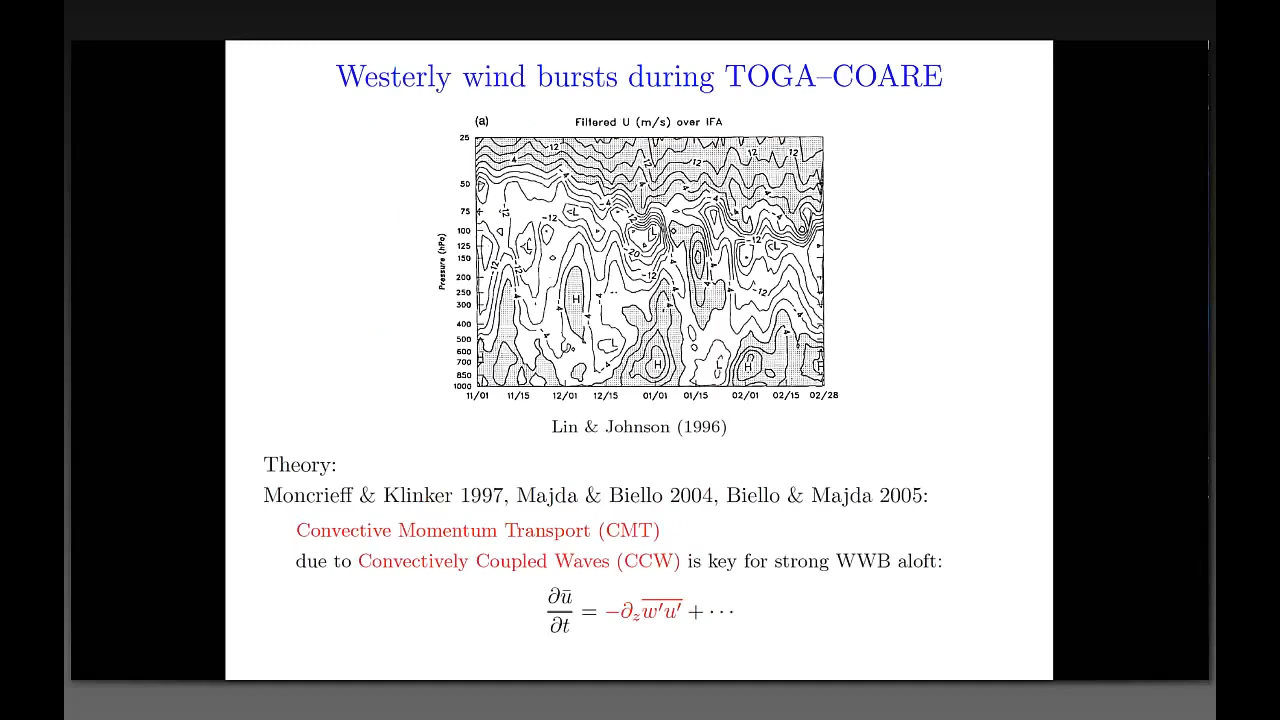 Westerly wind bursts during TOGA–COARE
(a) Filtered U (m/s) over IFA
Pressure (hPa)
25
50
75
100
125
150
200
250
300
400
500
600
700
850
1000
11/01 11/15 12/01 12/15 01/01 01/15 02/01 02/15 02/28
Lin & Johnson (1996)
Theory:
Moncrieff & Klinker 1997, Majda & Biello 2004, Biello & Majda 2005:
Convective Momentum Transport (CMT)
due to Convectively Coupled Waves (CCW) is key for strong WWB aloft:
∂ū/∂t = −∂_z \overline{w′u′} + ···